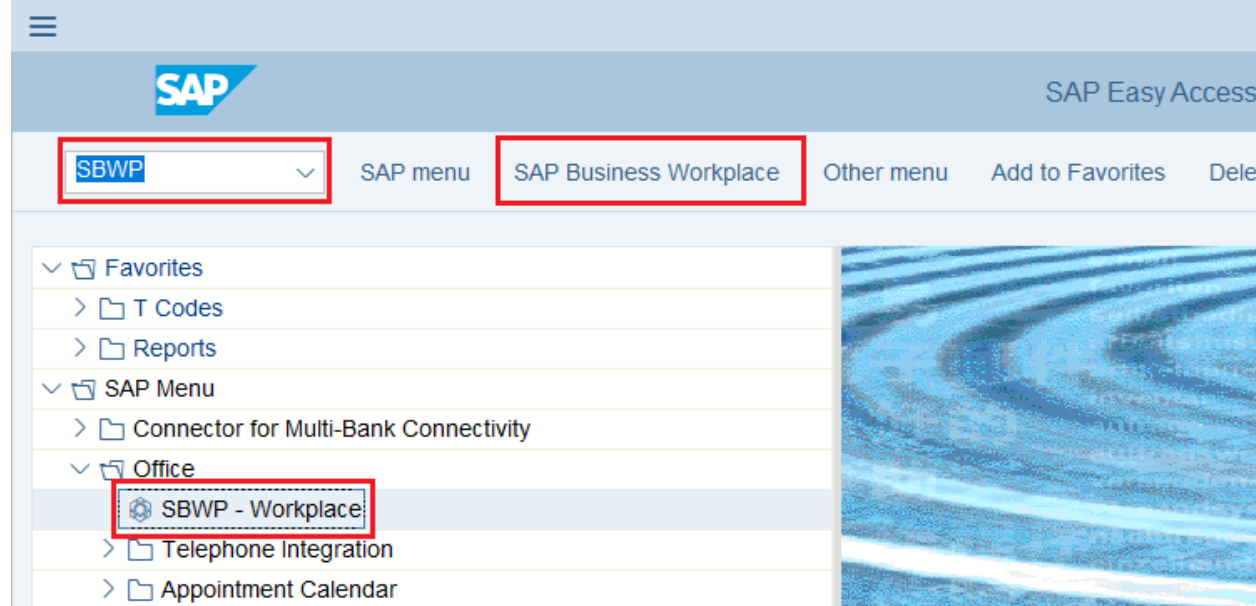 SAP
SAP Easy Access
SBWP SAP menu SAP Business Workplace Other menu Add to Favorites Dele
Favorites
T Codes
Reports
SAP Menu
Connector for Multi-Bank Connectivity
Office
SBWP - Workplace
Telephone Integration
Appointment Calendar